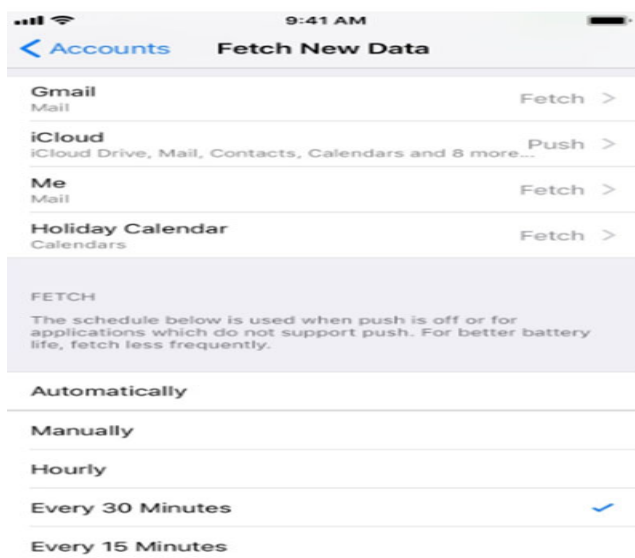 9:41 AM
Accounts Fetch New Data
Gmail
Mail
Fetch
iCloud
iCloud Drive, Mail, Contacts, Calendars and 8 more...
Push
Me
Mail
Fetch
Holiday Calendar
Calendars
Fetch
FETCH
The schedule below is used when push is off or for
applications which do not support push. For better battery
life, fetch less frequently.
Automatically
Manually
Hourly
Every 30 Minutes
Every 15 Minutes